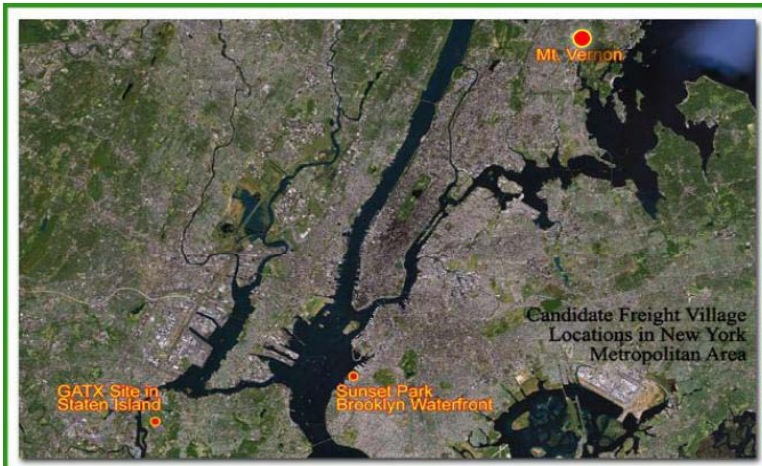 Mt. Vernon
Candidate Freight Village
Locations in New York
Metropolitan Area
GATX Site in
Staten Island
Sunset Park
Brooklyn Waterfront